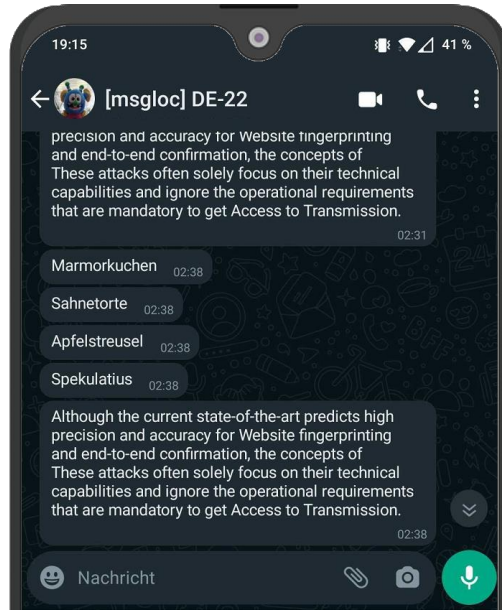 19:15
41 %
[msgloc] DE-22
precision and accuracy for Website fingerprinting
and end-to-end confirmation, the concepts of
These attacks often solely focus on their technical
capabilities and ignore the operational requirements
that are mandatory to get Access to Transmission.
02:31
Marmorkuchen 02:38
Sahnetorte 02:38
Apfelstreusel 02:38
Spekulatius 02:38
Although the current state-of-the-art predicts high
precision and accuracy for Website fingerprinting
and end-to-end confirmation, the concepts of
These attacks often solely focus on their technical
capabilities and ignore the operational requirements
that are mandatory to get Access to Transmission.
02:38
Nachricht